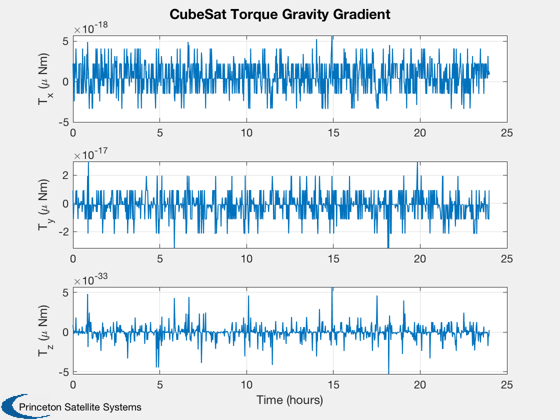 CubeSat Torque Gravity Gradient
×10⁻¹⁸
5
0
-5
T_x (μ Nm)
0 5 10 15 20 25
×10⁻¹⁷
2
0
-2
T_y (μ Nm)
0 5 10 15 20 25
×10⁻³³
5
0
-5
T_z (μ Nm)
0 5 10 15 20 25
Time (hours)
Princeton Satellite Systems